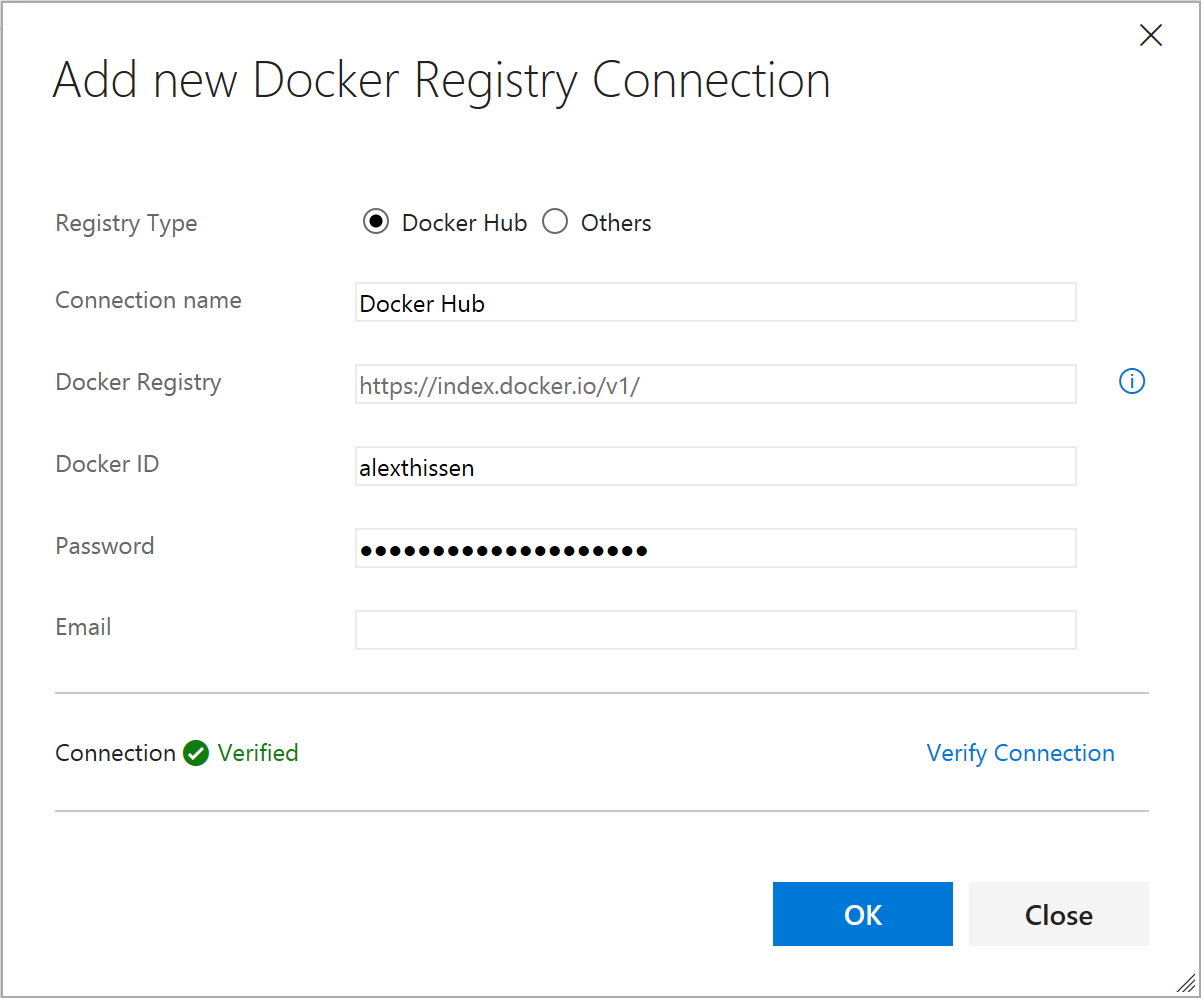 Add new Docker Registry Connection
Registry Type Docker Hub Others
Connection name Docker Hub
Docker Registry https://index.docker.io/v1/
Docker ID alexthissen
Password ●●●●●●●●●●●●●●●●●●●●
Email
Connection Verified Verify Connection
OK Close